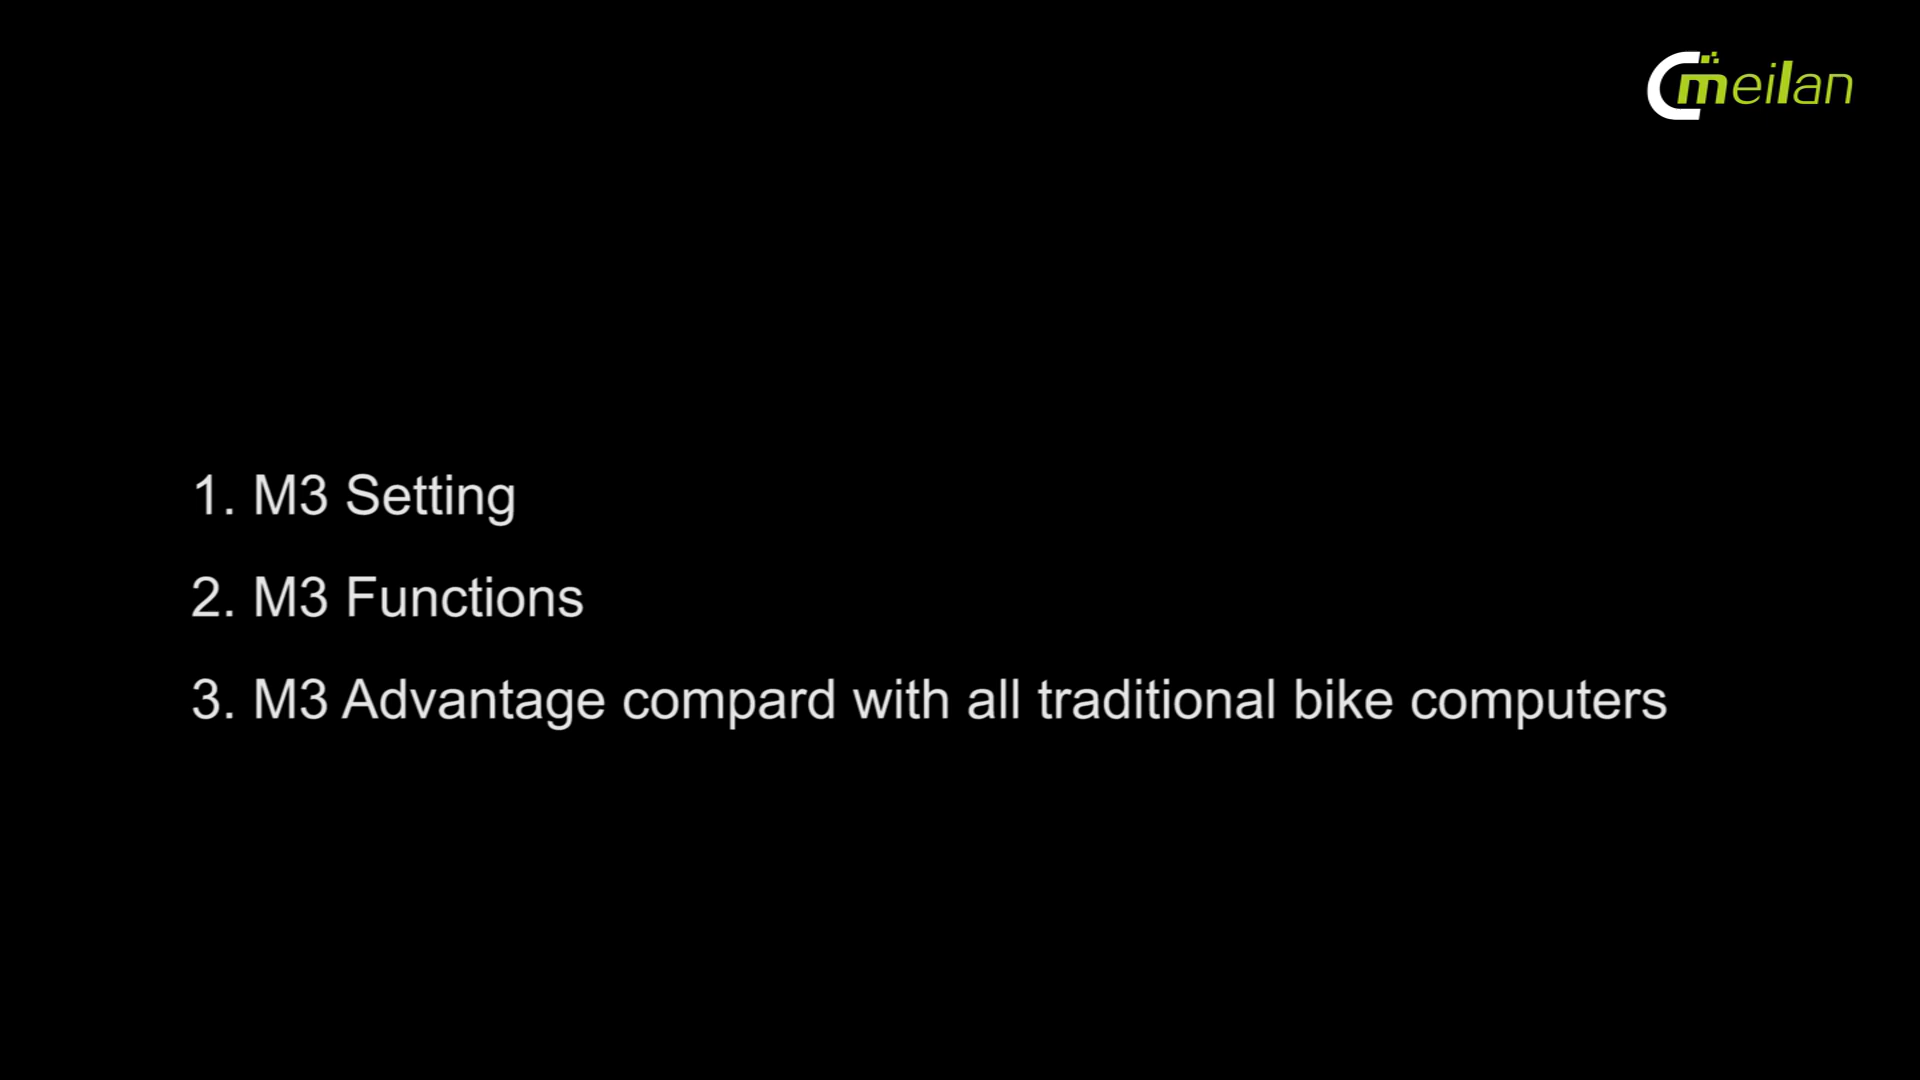 meilan
1. M3 Setting
2. M3 Functions
3. M3 Advantage compard with all traditional bike computers